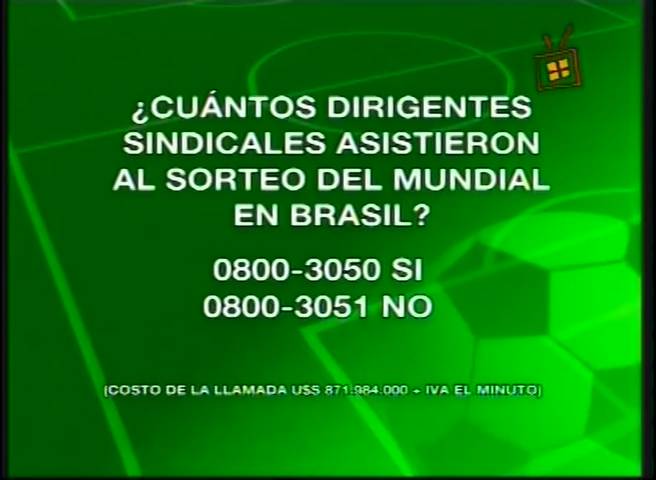 ¿CUÁNTOS DIRIGENTES
SINDICALES ASISTIERON
AL SORTEO DEL MUNDIAL
EN BRASIL?
0800-3050 SI
0800-3051 NO
(COSTO DE LA LLAMADA U$S 871.984.000 + IVA EL MINUTO)